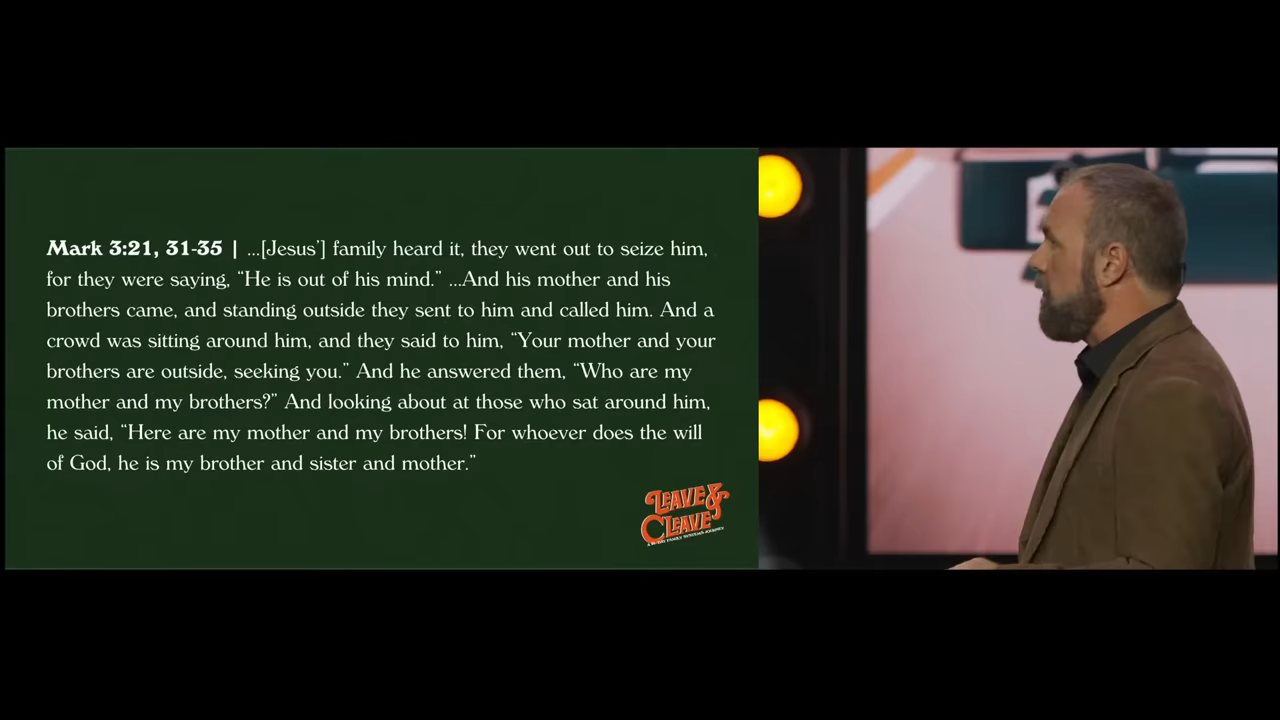 Mark 3:21, 31-35 | ...[Jesus’] family heard it, they went out to seize him,
for they were saying, “He is out of his mind.” ...And his mother and his
brothers came, and standing outside they sent to him and called him. And a
crowd was sitting around him, and they said to him, “Your mother and your
brothers are outside, seeking you.” And he answered them, “Who are my
mother and my brothers?” And looking about at those who sat around him,
he said, “Here are my mother and my brothers! For whoever does the will
of God, he is my brother and sister and mother.”
LEAVE &
CLEAVE